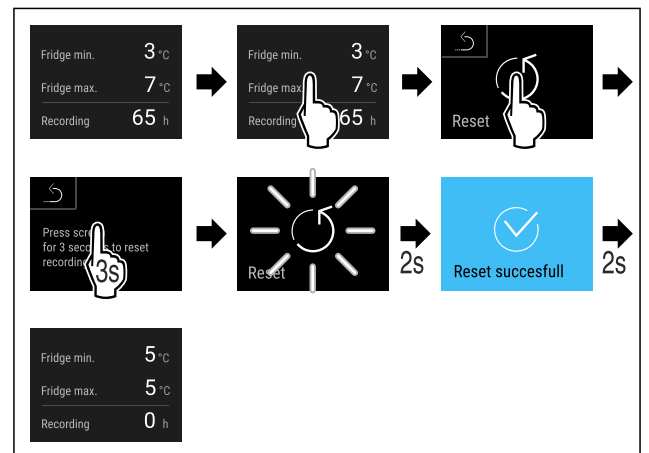 Fridge min. 3 °C
Fridge max. 7 °C
Recording 65 h
Fridge min. 3 °C
Fridge max. 7 °C
Recording 65 h
Reset
Press scre
for 3 seco s to reset
recording
3s
Reset
2s
Reset succesfull
2s
Fridge min. 5 °C
Fridge max. 5 °C
Recording 0 h